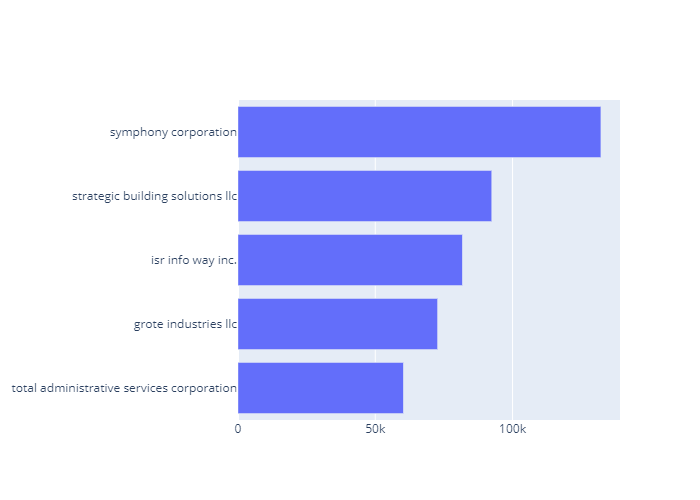 symphony corporation
strategic building solutions llc
isr info way inc.
grote industries llc
total administrative services corporation
0 50k 100k